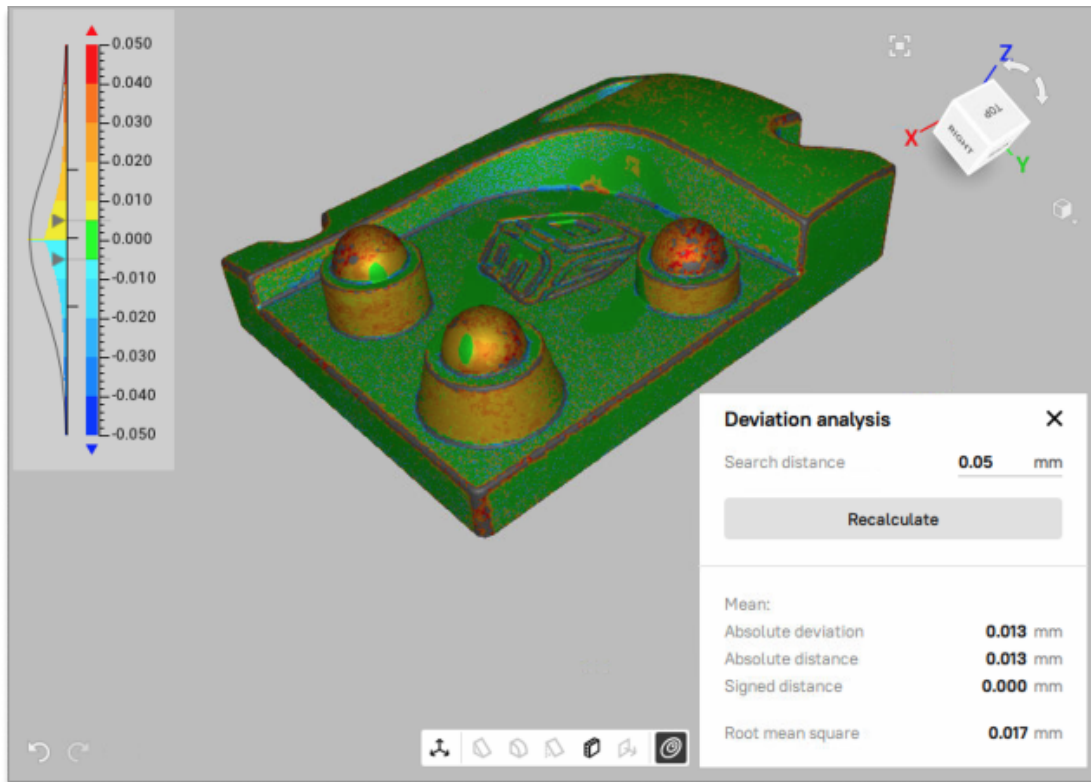 0.050
0.040
0.030
0.020
0.010
0.000
-0.010
-0.020
-0.030
-0.040
-0.050
Z
X
Y
TOP
RIGHT
Deviation analysis
Search distance 0.05 mm
Recalculate
Mean:
Absolute deviation 0.013 mm
Absolute distance 0.013 mm
Signed distance 0.000 mm
Root mean square 0.017 mm